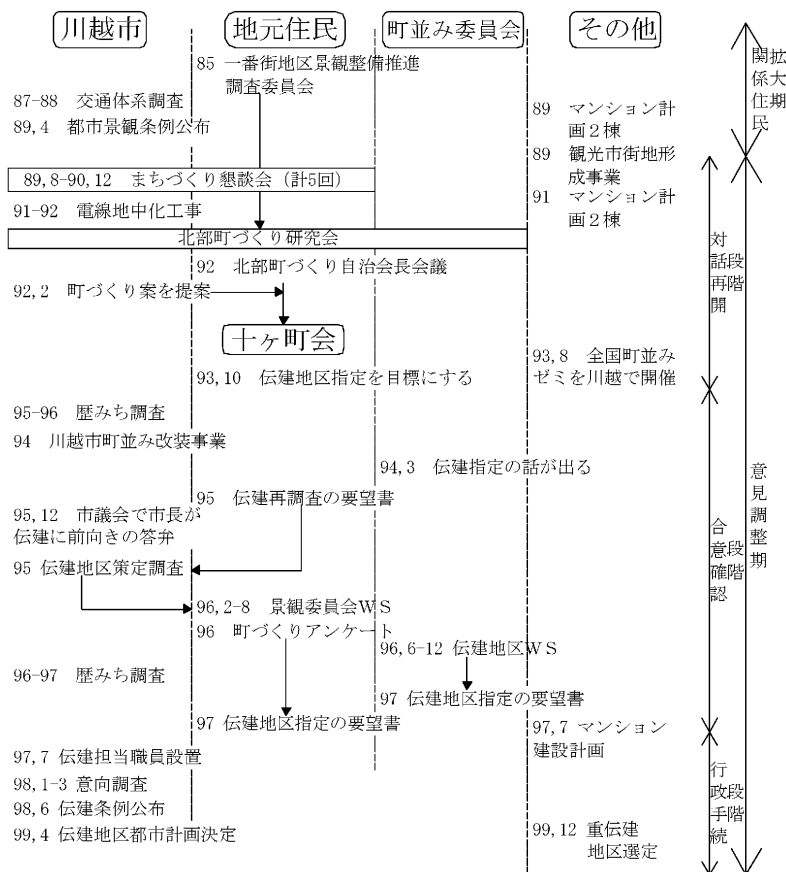 川越市 地元住民 町並み委員会 その他
85 一番街地区景観整備推進
調査委員会
87-88 交通体系調査
89,4 都市景観条例公布
89 マンション計
画２棟
89 観光市街地形
成事業
89,8-90,12 まちづくり懇談会（計5回）
91 マンション計
画２棟
91-92 電線地中化工事
北部町づくり研究会
92 北部町づくり自治会長会議
92,2 町づくり案を提案
十ヶ町会
93,8 全国町並み
ゼミを川越で開催
93,10 伝建地区指定を目標にする
95-96 歴みち調査
94 川越市町並み改装事業
94,3 伝建指定の話が出る
95 伝建再調査の要望書
95,12 市議会で市長が
伝建に前向きの答弁
95 伝建地区策定調査
96,2-8 景観委員会ＷＳ
96 町づくりアンケート
96,6-12 伝建地区ＷＳ
96-97 歴みち調査
97 伝建地区指定の要望書
97 伝建地区指定の要望書
97,7 マンション
建設計画
97,7 伝建担当職員設置
98,1-3 意向調査
98,6 伝建条例公布
99,4 伝建地区都市計画決定
99,12 重伝建
地区選定
関係住民
拡大期
対話再開
段階
合意確認
段階
行政手続
段階
意見調整期